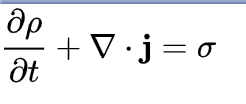 ∂ρ/∂t + ∇ · j = σ